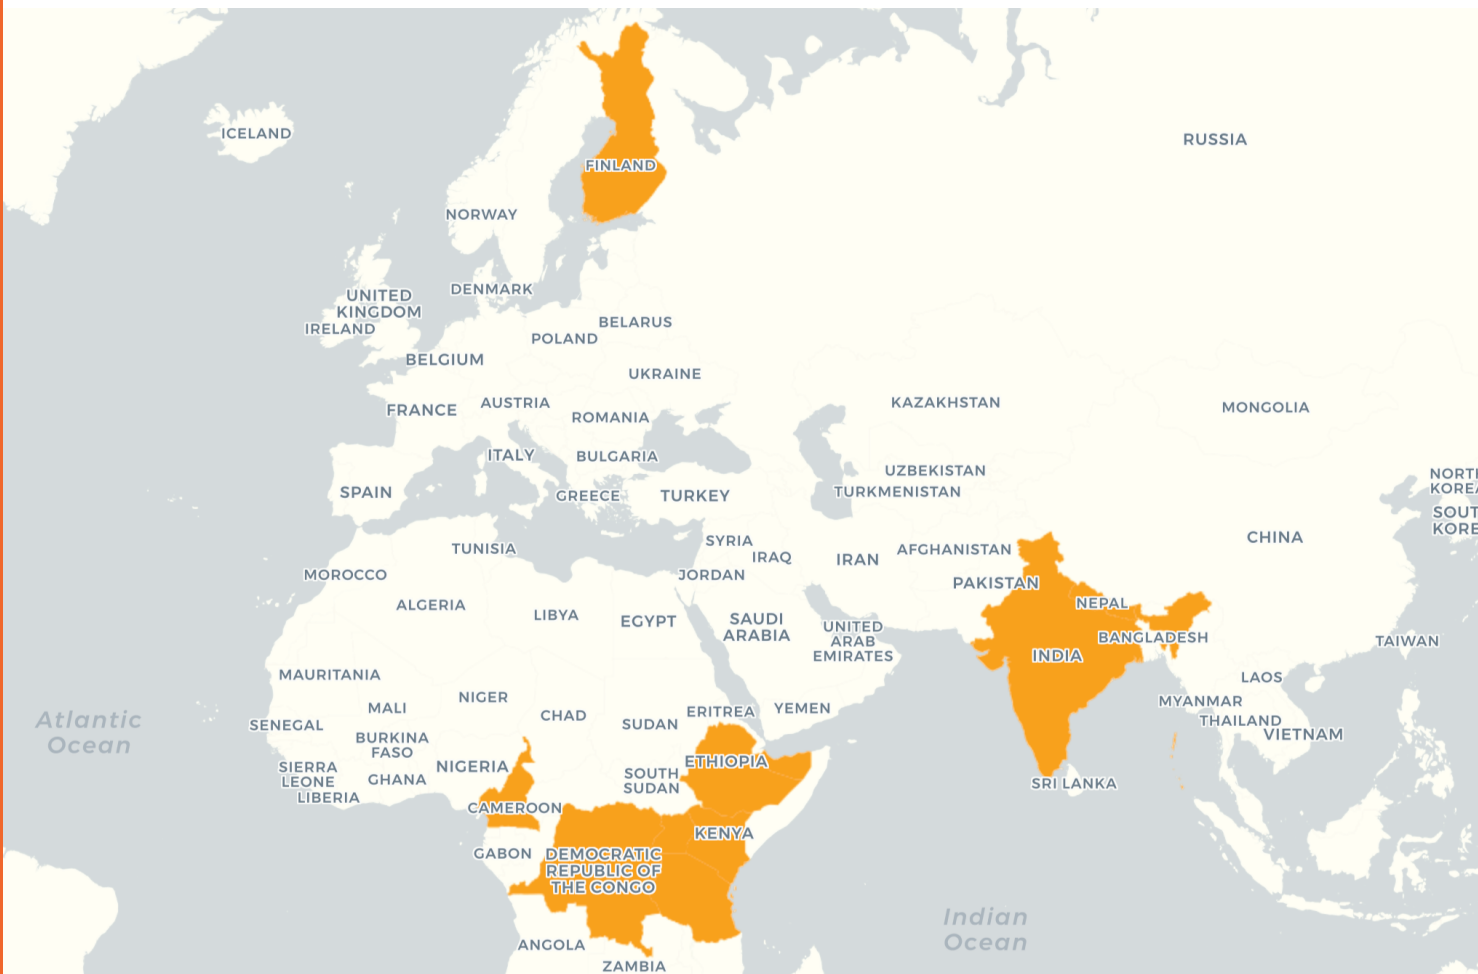 ICELAND
RUSSIA
FINLAND
NORWAY
DENMARK
UNITED
KINGDOM
IRELAND
BELARUS
POLAND
BELGIUM
UKRAINE
AUSTRIA
FRANCE
ROMANIA
KAZAKHSTAN
MONGOLIA
ITALY
BULGARIA
UZBEKISTAN
SPAIN
GREECE
TURKEY
TURKMENISTAN
NORTH
KOREA
SOUT
KORE
CHINA
TUNISIA
SYRIA
IRAQ
IRAN
AFGHANISTAN
MOROCCO
JORDAN
PAKISTAN
ALGERIA
LIBYA
EGYPT
SAUDI
ARABIA
UNITED
ARAB
EMIRATES
NEPAL
BANGLADESH
TAIWAN
INDIA
MAURITANIA
NIGER
MALI
CHAD
SUDAN
ERITREA
YEMEN
LAOS
MYANMAR
THAILAND
VIETNAM
Atlantic
Ocean
SENEGAL
BURKINA
FASO
SIERRA
LEONE
LIBERIA
GHANA
NIGERIA
SOUTH
SUDAN
ETHIOPIA
SRI LANKA
CAMEROON
KENYA
GABON
DEMOCRATIC
REPUBLIC OF
THE CONGO
Indian
Ocean
ANGOLA
ZAMBIA